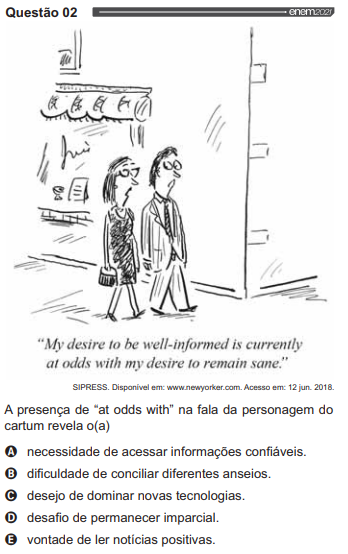 Questão 02 enem2021
“My desire to be well-informed is currently
at odds with my desire to remain sane.”
SIPRESS. Disponível em: www.newyorker.com. Acesso em: 12 jun. 2018.
A presença de “at odds with” na fala da personagem do
cartum revela o(a)
A necessidade de acessar informações confiáveis.
B dificuldade de conciliar diferentes anseios.
C desejo de dominar novas tecnologias.
D desafio de permanecer imparcial.
E vontade de ler notícias positivas.